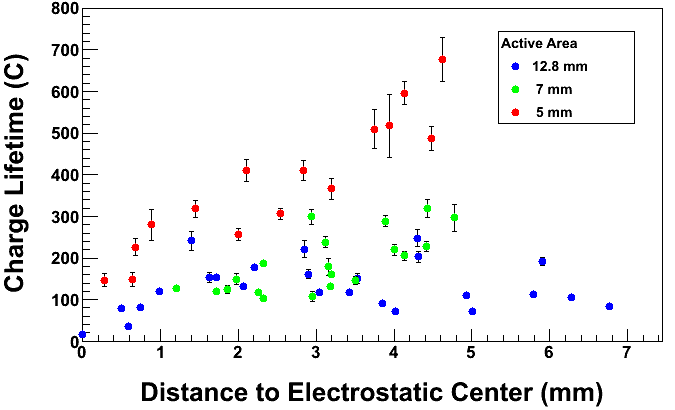 800
700
600
500
400
300
200
100
0
Charge Lifetime (C)
Active Area
12.8 mm
7 mm
5 mm
0 1 2 3 4 5 6 7
Distance to Electrostatic Center (mm)